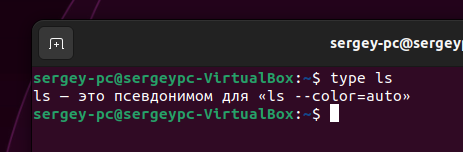 sergey-pc@sergey
sergey-pc@sergeypc-VirtualBox:~$ type ls
ls — это псевдонимом для «ls --color=auto»
sergey-pc@sergeypc-VirtualBox:~$